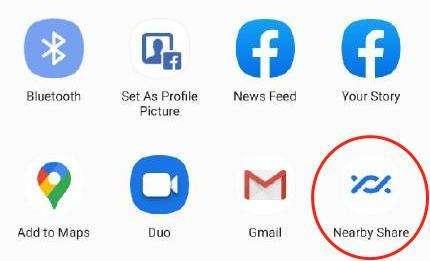 Bluetooth
Set As Profile
Picture
News Feed
Your Story
Add to Maps
Duo
Gmail
Nearby Share